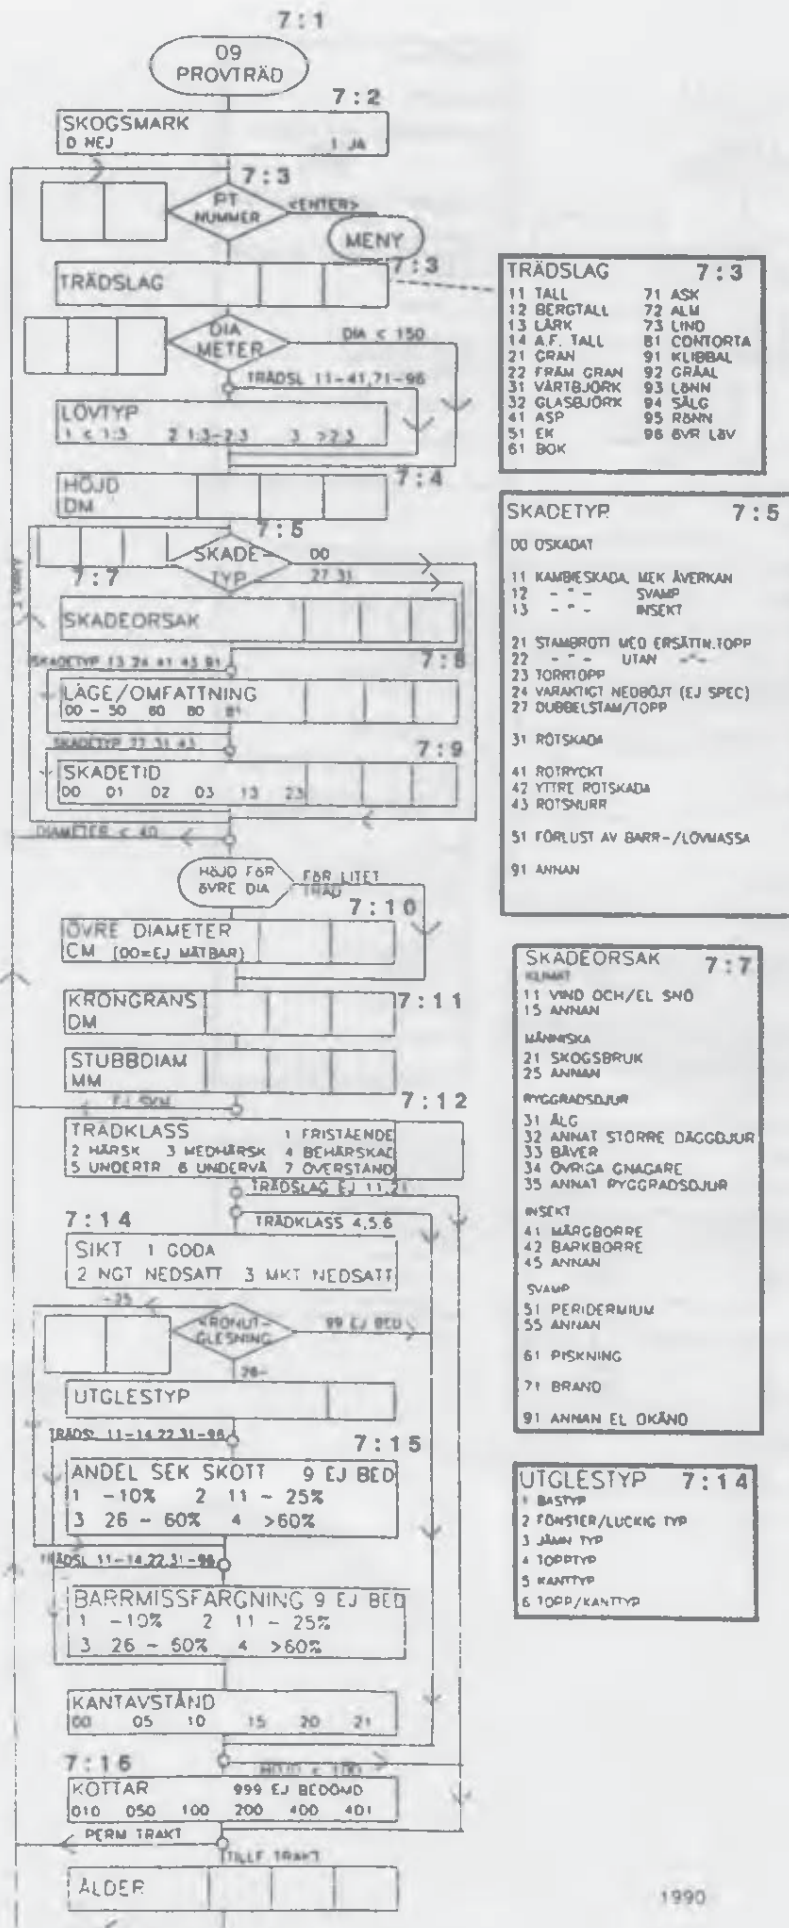 7:1
09
PROVTRÄD
7:2
SKOGSMARK
0 NEJ 1 JA
7:3
PT
NUMMER
<ENTER>
MENY
7:3
TRÄDSLAG
DIA
METER
DIA < 150
TRÄDSL 11-41,71-96
LÖVTYP
1 < 1:3 2 1:3-2:3 3 >2:3
7:4
HÖJD
DM
7:5
SKADE-
TYP
00
27 31
7:7
SKADEORSAK
SKADETYP 13 24 41 43 91
7:8
LÄGE/OMFATTNING
00 - 50 60 80 81
SKADETYP 27 31 43
7:9
SKADETID
00 01 02 03 13 23
DIAMETER < 40
HÖJD FÖR
ÖVRE DIA
FÖR LITET
TRÄD
7:10
ÖVRE DIAMETER
CM (00=EJ MÄTBAR)
KRONGRÄNS
DM
7:11
STUBBDIAM
MM
EJ SKM
7:12
TRÄDKLASS 1 FRISTÅENDE
2 HÄRSK 3 MEDHÄRSK 4 BEHÄRSKAD
5 UNDERTR 6 UNDERVÄ 7 ÖVERSTÅND
TRÄDSLAG EJ 11,21
TRÄDKLASS 4,5,6
7:14
SIKT 1 GODA
2 NGT NEDSATT 3 MKT NEDSATT
-25
KRONUT-
GLESNING
99 EJ BED
26-
UTGLESTYP
TRÄDSL 11-14,22,31-96
7:15
ANDEL SEK SKOTT 9 EJ BED
1 -10% 2 11 - 25%
3 26 - 60% 4 >60%
TRÄDSL 11-14,22,31-96
BARRMISSFÄRGNING 9 EJ BED
1 -10% 2 11 - 25%
3 26 - 60% 4 >60%
KANTAVSTÅND
00 05 10 15 20 21
7:16
HÖJD < 100
KOTTAR 999 EJ BEDÖMD
010 050 100 200 400 401
PERM TRAKT
TILLF TRAKT
ÅLDER
TRÄDSLAG 7:3
11 TALL 71 ASK
12 BERGTALL 72 ALM
13 LÄRK 73 LIND
14 A.F. TALL 81 CONTORTA
21 GRAN 91 KLIBBAL
22 FRÄM GRAN 92 GRÅAL
31 VÅRTBJÖRK 93 LÖNN
32 GLASBJÖRK 94 SÄLG
41 ASP 95 RÖNN
51 EK 96 ÖVR LÖV
61 BOK
SKADETYP 7:5
00 OSKADAT
11 KAMBIESKADA, MEK ÅVERKAN
12 - " - SVAMP
13 - " - INSEKT
21 STAMBROTT MED ERSÄTTN.TOPP
22 - " - UTAN -"-
23 TORRTOPP
24 VARAKTIGT NEDBÖJT (EJ SPEC)
27 DUBBELSTAM/TOPP
31 RÖTSKADA
41 ROTRYCKT
42 YTTRE ROTSKADA
43 ROTSNURR
51 FÖRLUST AV BARR-/LÖVMASSA
91 ANNAN
SKADEORSAK 7:7
KLIMAT
11 VIND OCH/EL SNÖ
15 ANNAN
MÄNNISKA
21 SKOGSBRUK
25 ANNAN
RYGGRADSDJUR
31 ÄLG
32 ANNAT STÖRRE DÄGGDJUR
33 BÄVER
34 ÖVRIGA GNAGARE
35 ANNAT RYGGRADSDJUR
INSEKT
41 MÄRGBORRE
42 BARKBORRE
45 ANNAN
SVAMP
51 PERIDERMIUM
55 ANNAN
61 PISKNING
71 BRAND
91 ANNAN EL OKÄND
UTGLESTYP 7:14
1 BASTYP
2 FÖNSTER/LUCKIG TYP
3 JÄMN TYP
4 TOPPTYP
5 KANTTYP
6 TOPP/KANTTYP
1990